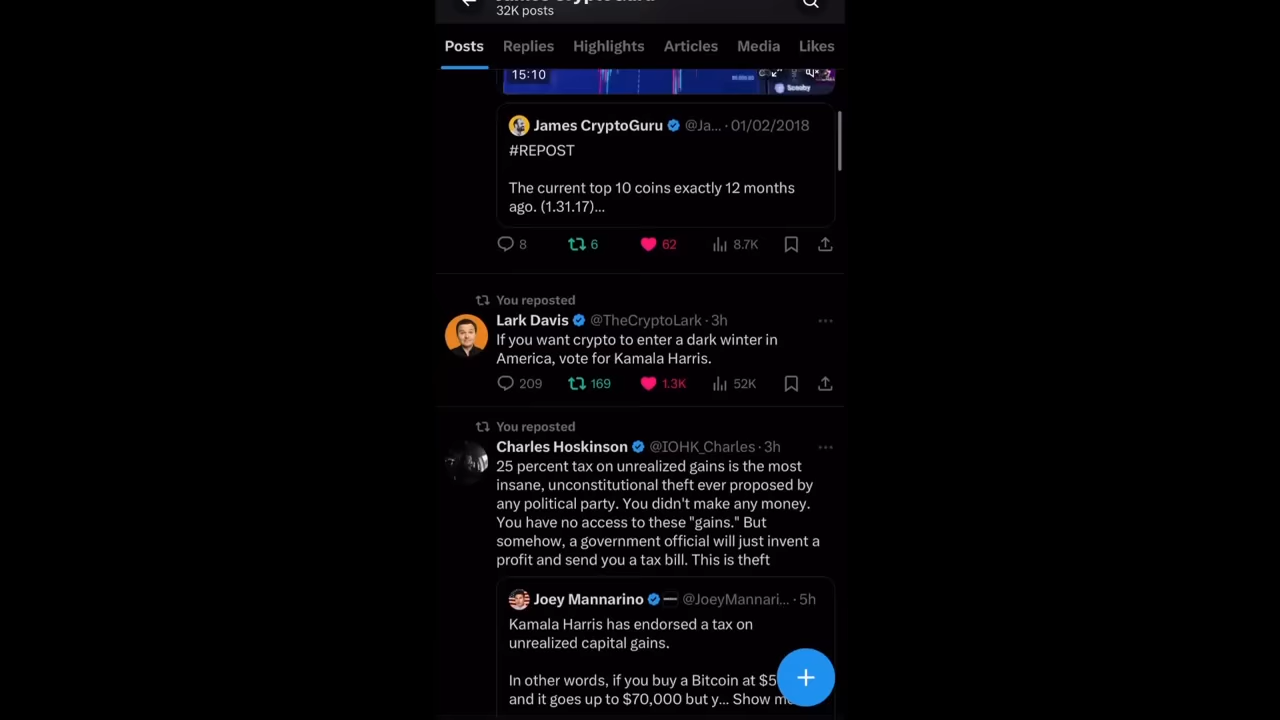 32K posts
Posts Replies Highlights Articles Media Likes
15:10
James CryptoGuru @Ja... · 01/02/2018
#REPOST
The current top 10 coins exactly 12 months
ago. (1.31.17)...
8 6 62 8.7K
You reposted
Lark Davis @TheCryptoLark · 3h
If you want crypto to enter a dark winter in
America, vote for Kamala Harris.
209 169 1.3K 52K
You reposted
Charles Hoskinson @IOHK_Charles · 3h
25 percent tax on unrealized gains is the most
insane, unconstitutional theft ever proposed by
any political party. You didn't make any money.
You have no access to these "gains." But
somehow, a government official will just invent a
profit and send you a tax bill. This is theft
Joey Mannarino @JoeyMannari... · 5h
Kamala Harris has endorsed a tax on
unrealized capital gains.
In other words, if you buy a Bitcoin at $5
and it goes up to $70,000 but y... Show m